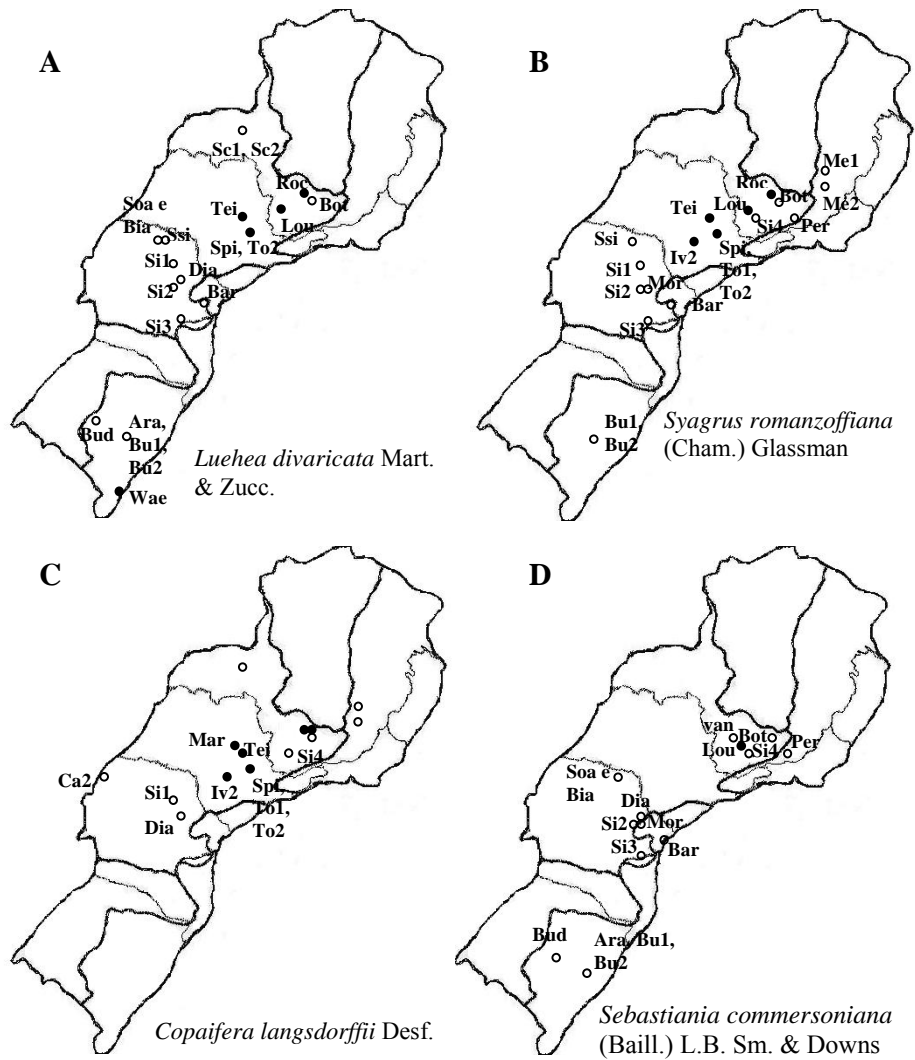 A
Sc1, Sc2
Roc
Bot
Soa e
Bia
Ssi
Tei
Lou
Spi, To2
Si1
Dia
Si2
Bar
Si3
Bud
Ara,
Bu1,
Bu2
Wae
Luehea divaricata Mart.
& Zucc.
B
Me1
Me2
Roc
Bot
Lou
Si4
Per
Tei
Spi,
To1,
To2
Iv2
Ssi
Si1
Si2
Mor
Bar
Si3
Bu1,
Bu2
Syagrus romanzoffiana
(Cham.) Glassman
C
Mar
Tei
Si4
Ca2
Iv2
Spi,
To1,
To2
Si1
Dia
Copaifera langsdorffii Desf.
D
van
Bot
Lou
Si4
Per
Soa e
Bia
Dia
Si2
Mor
Si3
Bar
Bud
Ara, Bu1,
Bu2
Sebastiania commersoniana
(Baill.) L.B. Sm. & Downs